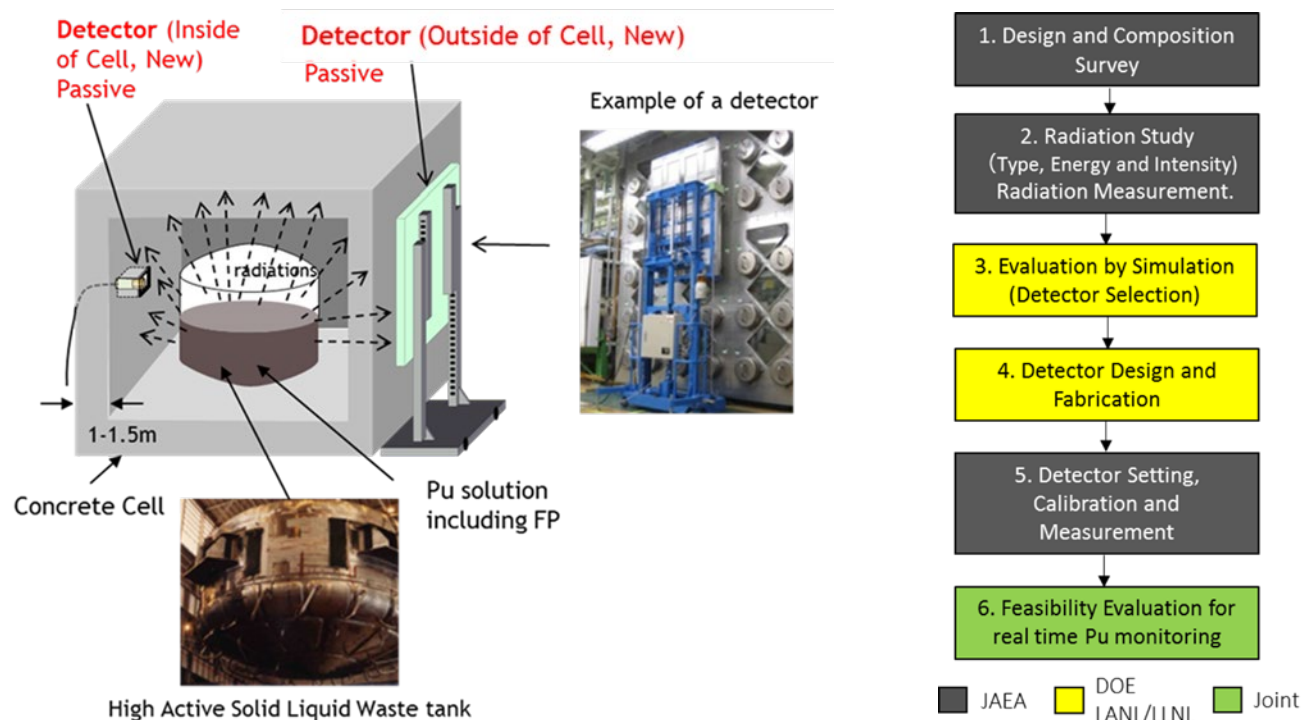 Detector (Inside
of Cell, New)
Passive
Detector (Outside of Cell, New)
Passive
Example of a detector
radiations
1-1.5m
Concrete Cell
Pu solution
including FP
High Active Solid Liquid Waste tank
1. Design and Composition
Survey
2. Radiation Study
(Type, Energy and Intensity)
Radiation Measurement.
3. Evaluation by Simulation
(Detector Selection)
4. Detector Design and
Fabrication
5. Detector Setting,
Calibration and
Measurement
6. Feasibility Evaluation for
real time Pu monitoring
JAEA
DOE
LANL/LLNL
Joint